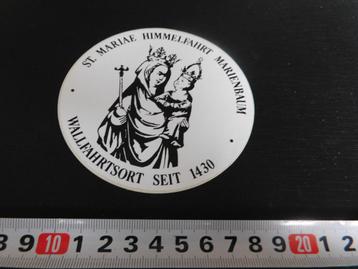 ST. MARIAE HIMMELFAHRT MARIENBAUM
WALLFAHRTSORT SEIT 1430
8 9 10 1 2 3 4 5 6 7 8 9 20 1 2